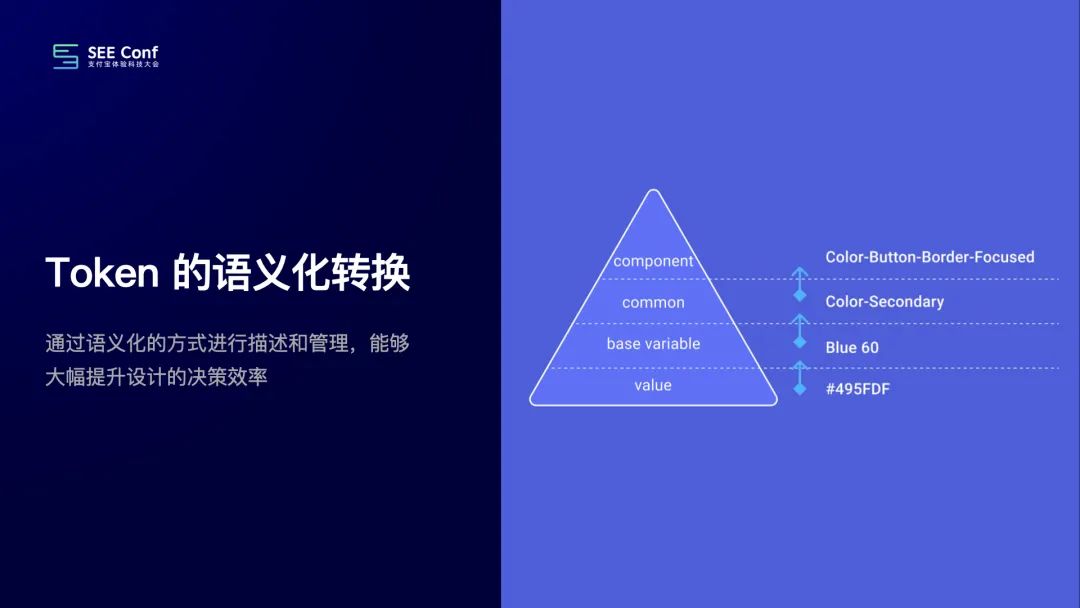 SEE Conf
支付宝体验科技大会
Token 的语义化转换
通过语义化的方式进行描述和管理，能够
大幅提升设计的决策效率
component
Color-Button-Border-Focused
common
Color-Secondary
base variable
Blue 60
value
#495FDF